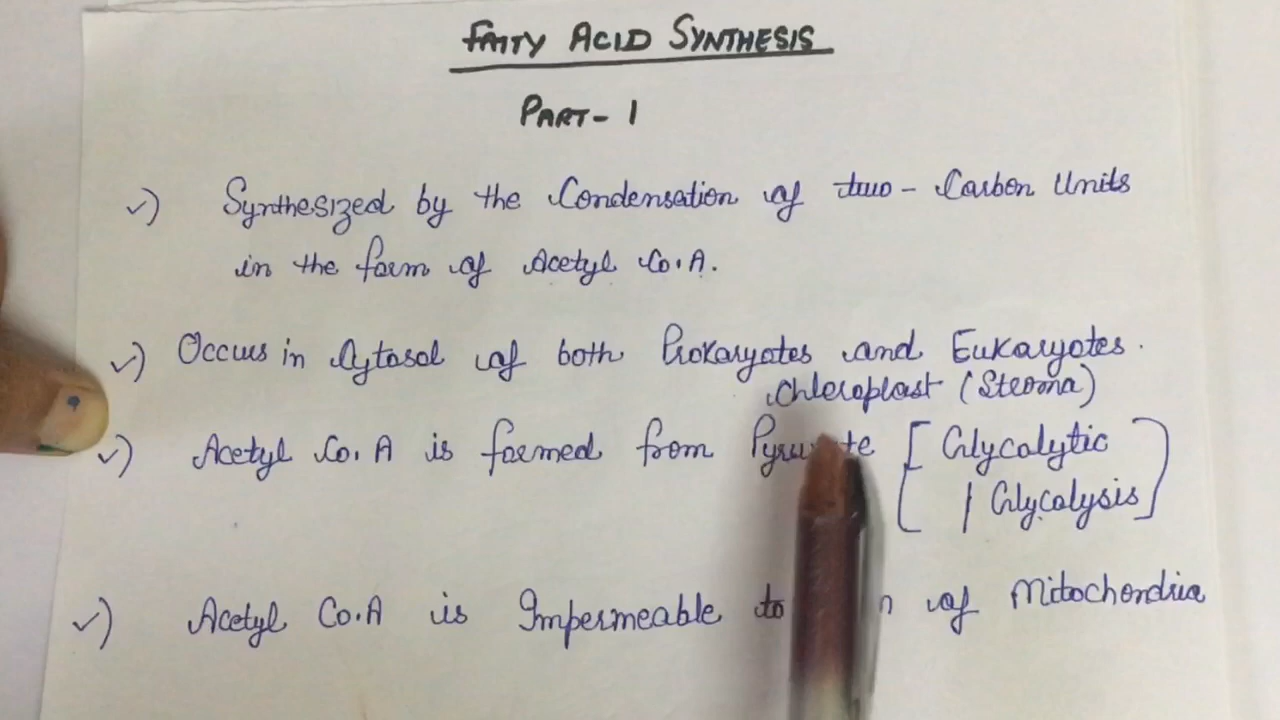 FATTY ACID SYNTHESIS
PART-1
✓) Synthesized by the Condensation of two-Carbon Units
in the form of Acetyl Co.A.
✓) Occurs in Cytosol of both Prokaryotes and Eukaryotes.
Chloroplast (Stroma)
✓) Acetyl Co.A is formed from [Glycolytic
/ Glycolysis]
✓) Acetyl Co.A is Impermeable to of Mitochondria